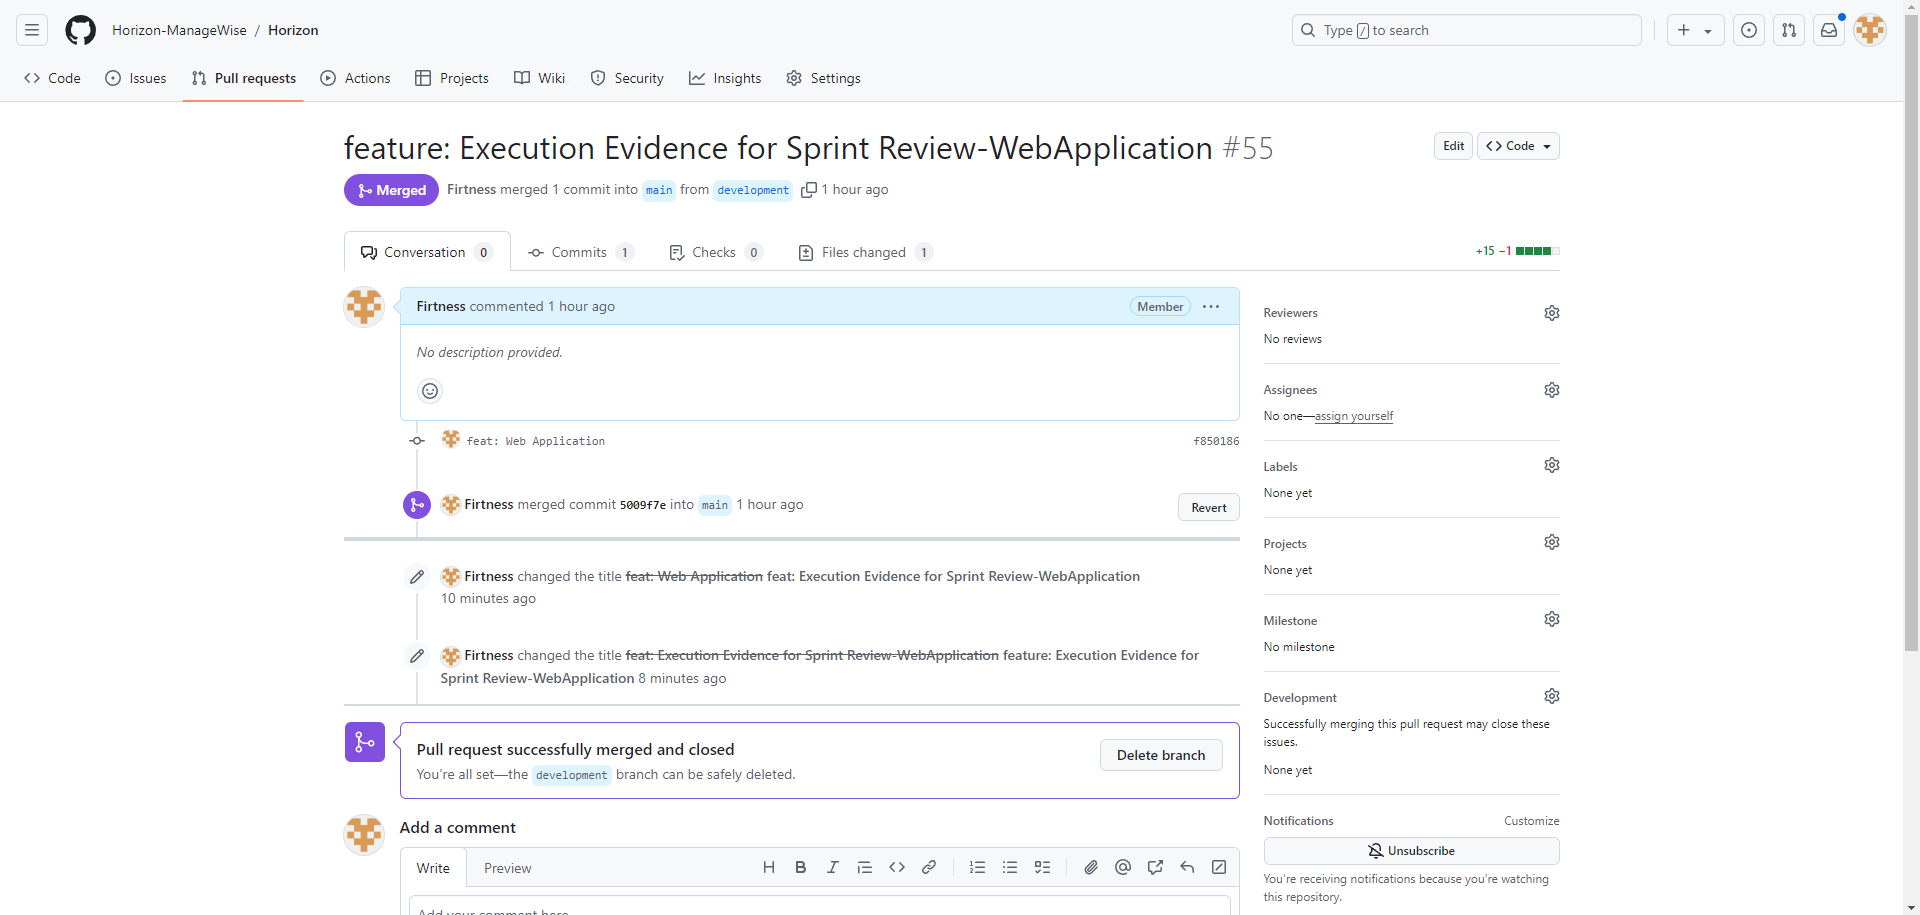 Horizon-ManageWise / Horizon
Type / to search
Code
Issues
Pull requests
Actions
Projects
Wiki
Security
Insights
Settings
feature: Execution Evidence for Sprint Review-WebApplication #55
Edit
Code
Merged
Firtness merged 1 commit into main from development 1 hour ago
Conversation 0
Commits 1
Checks 0
Files changed 1
+15 −1
Firtness commented 1 hour ago
Member
No description provided.
feat: Web Application
f850186
Firtness merged commit 5009f7e into main 1 hour ago
Revert
Firtness changed the title feat: Web Application feat: Execution Evidence for Sprint Review-WebApplication
10 minutes ago
Firtness changed the title feat: Execution Evidence for Sprint Review-WebApplication feature: Execution Evidence for
Sprint Review-WebApplication 8 minutes ago
Pull request successfully merged and closed
You're all set—the development branch can be safely deleted.
Delete branch
Add a comment
Write
Preview
Add your comment here
Reviewers
No reviews
Assignees
No one—assign yourself
Labels
None yet
Projects
None yet
Milestone
No milestone
Development
Successfully merging this pull request may close these
issues.
None yet
Notifications
Customize
Unsubscribe
You're receiving notifications because you're watching
this repository.